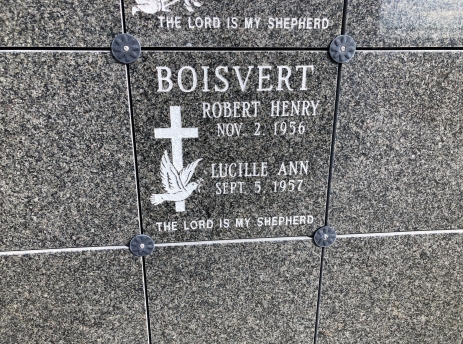 THE LORD IS MY SHEPHERD
BOISVERT
ROBERT HENRY
NOV. 2, 1956
LUCILLE ANN
SEPT. 5, 1957
THE LORD IS MY SHEPHERD